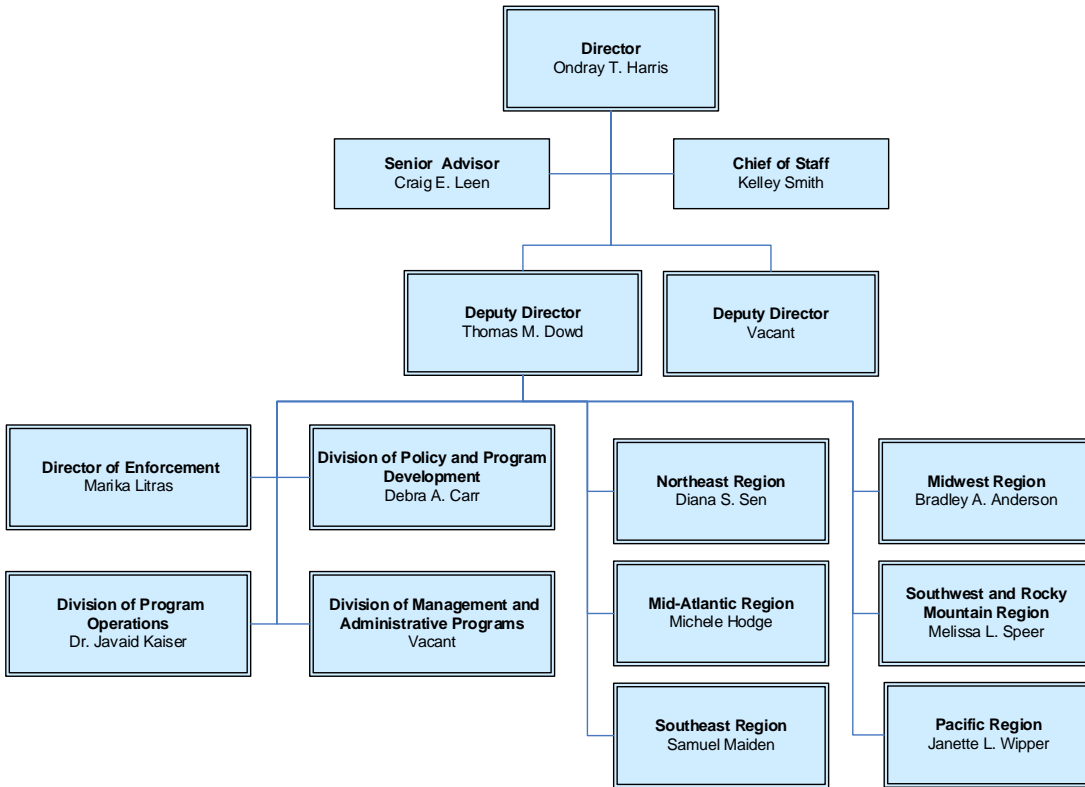 Director
Ondray T. Harris
Senior Advisor
Craig E. Leen
Chief of Staff
Kelley Smith
Deputy Director
Thomas M. Dowd
Deputy Director
Vacant
Director of Enforcement
Marika Litras
Division of Policy and Program
Development
Debra A. Carr
Northeast Region
Diana S. Sen
Midwest Region
Bradley A. Anderson
Division of Program
Operations
Dr. Javaid Kaiser
Division of Management and
Administrative Programs
Vacant
Mid-Atlantic Region
Michele Hodge
Southwest and Rocky
Mountain Region
Melissa L. Speer
Southeast Region
Samuel Maiden
Pacific Region
Janette L. Wipper